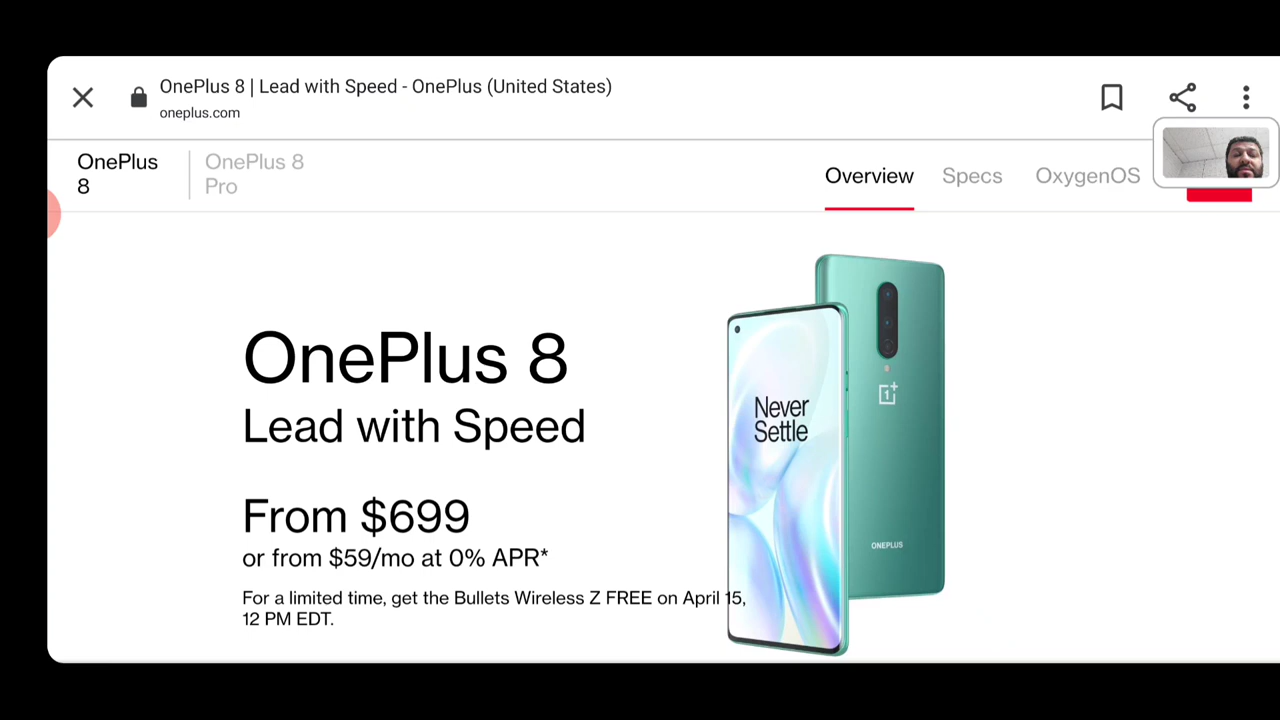 OnePlus 8 | Lead with Speed - OnePlus (United States)
oneplus.com
OnePlus
8
OnePlus 8
Pro
Overview
Specs
OxygenOS
OnePlus 8
Lead with Speed
From $699
or from $59/mo at 0% APR*
For a limited time, get the Bullets Wireless Z FREE on April 15,
12 PM EDT.
Never
Settle
1+
ONEPLUS